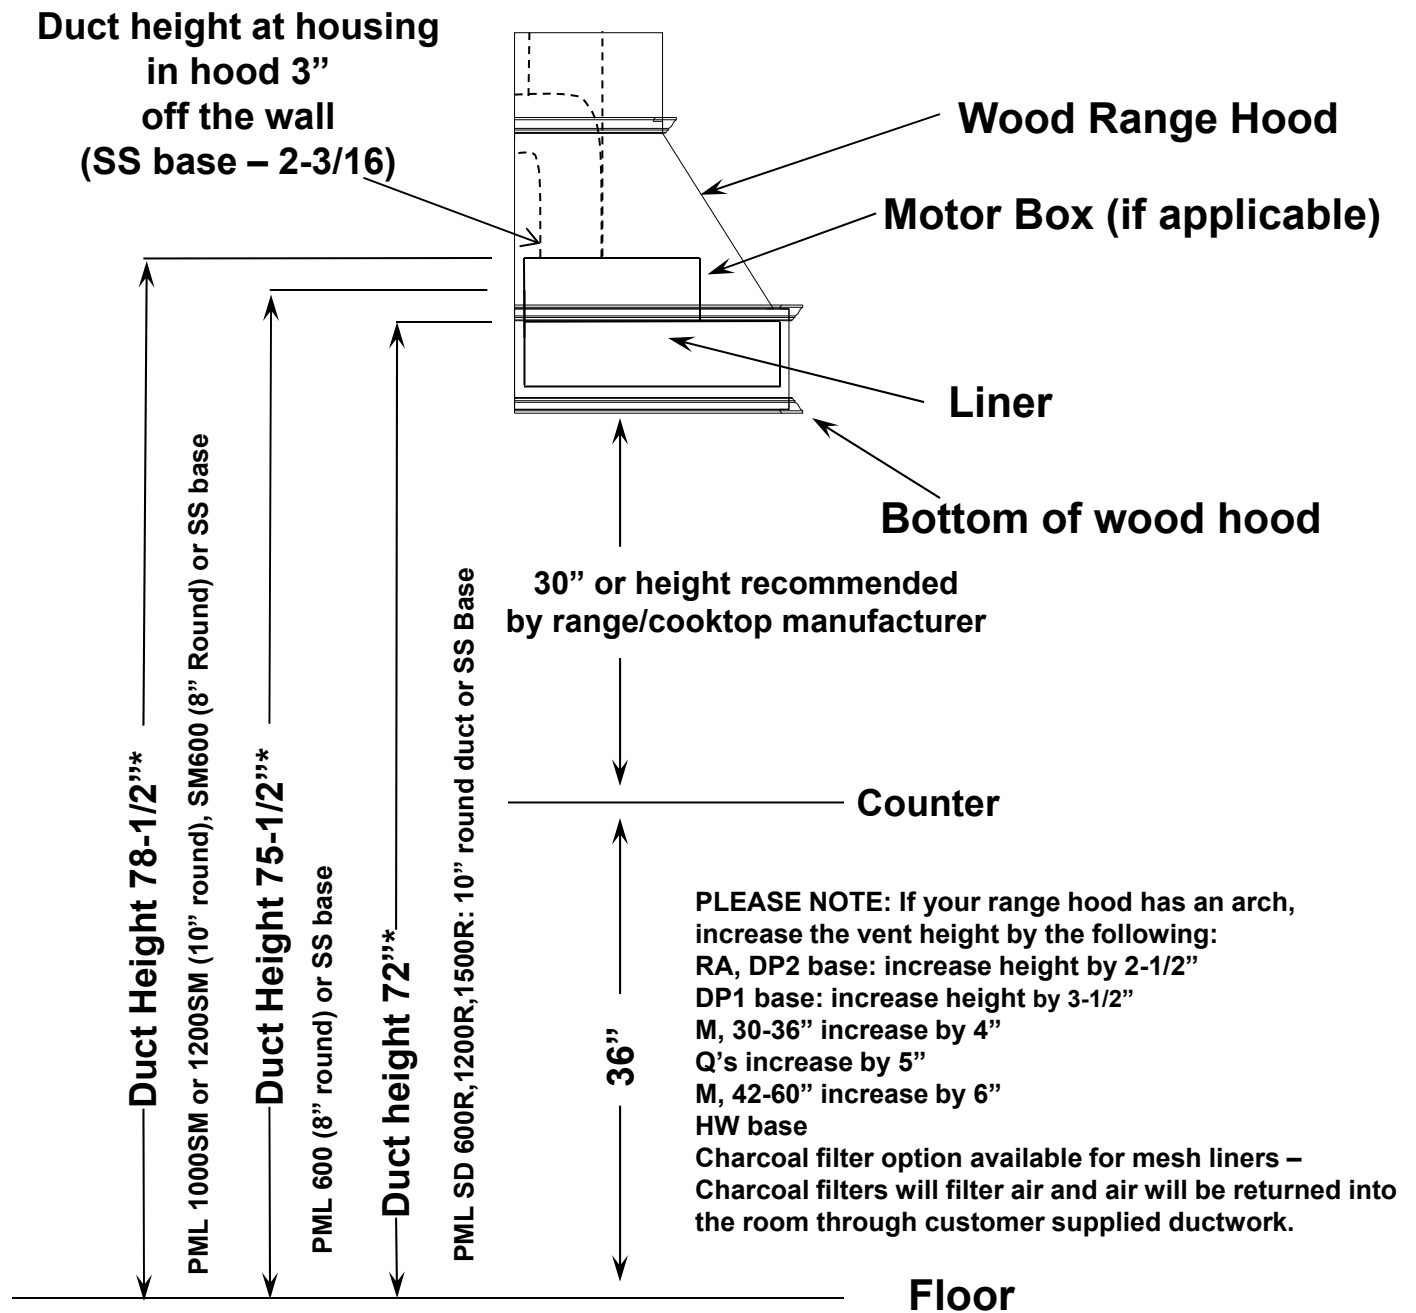 Duct height at housing
in hood 3”
off the wall
(SS base – 2-3/16)
Wood Range Hood
Motor Box (if applicable)
Liner
Bottom of wood hood
30” or height recommended
by range/cooktop manufacturer
Counter
Duct Height 78-1/2”*
PML 1000SM or 1200SM (10” round), SM600 (8” Round) or SS base
Duct Height 75-1/2”*
PML 600 (8” round) or SS base
Duct height 72”*
PML SD 600R,1200R,1500R: 10” round duct or SS Base
36”
PLEASE NOTE: If your range hood has an arch,
increase the vent height by the following:
RA, DP2 base: increase height by 2-1/2”
DP1 base: increase height by 3-1/2”
M, 30-36” increase by 4”
Q’s increase by 5”
M, 42-60” increase by 6”
HW base
Charcoal filter option available for mesh liners –
Charcoal filters will filter air and air will be returned into
the room through customer supplied ductwork.
Floor